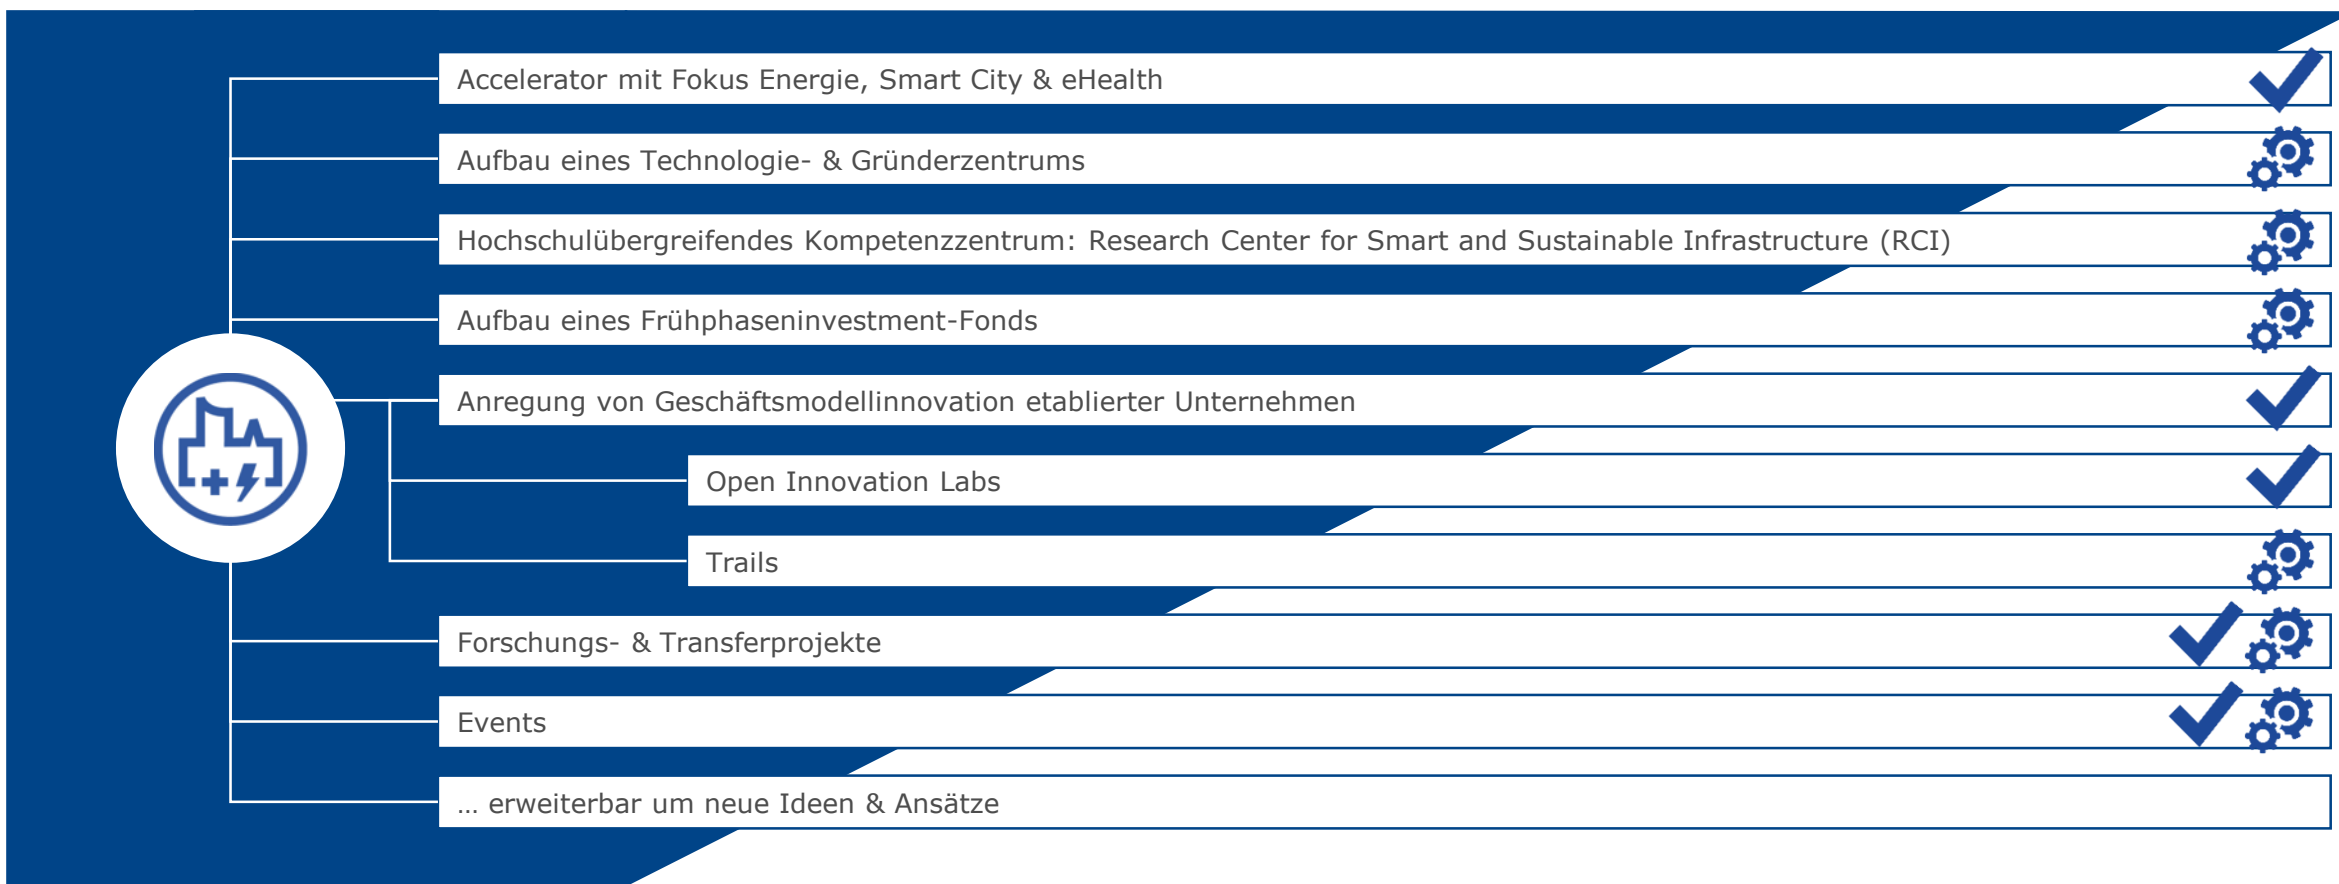 Accelerator mit Fokus Energie, Smart City & eHealth
Aufbau eines Technologie- & Gründerzentrums
Hochschulübergreifendes Kompetenzzentrum: Research Center for Smart and Sustainable Infrastructure (RCI)
Aufbau eines Frühphaseninvestment-Fonds
Anregung von Geschäftsmodellinnovation etablierter Unternehmen
Open Innovation Labs
Trails
Forschungs- & Transferprojekte
Events
… erweiterbar um neue Ideen & Ansätze